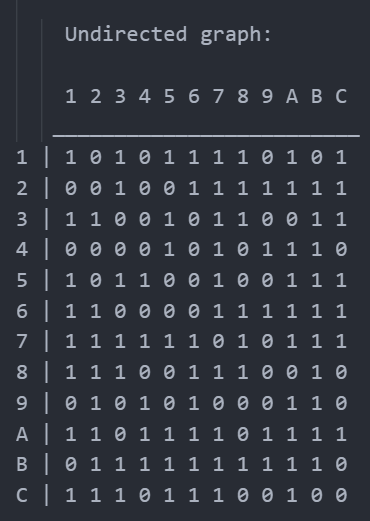 Undirected graph:
1 2 3 4 5 6 7 8 9 A B C
1 | 1 0 1 0 1 1 1 1 0 1 0 1
2 | 0 0 1 0 0 1 1 1 1 1 1 1
3 | 1 1 0 0 1 0 1 1 0 0 1 1
4 | 0 0 0 0 1 0 1 0 1 1 1 0
5 | 1 0 1 1 0 0 1 0 0 1 1 1
6 | 1 1 0 0 0 0 1 1 1 1 1 1
7 | 1 1 1 1 1 1 0 1 0 1 1 1
8 | 1 1 1 0 0 1 1 1 0 0 1 0
9 | 0 1 0 1 0 1 0 0 0 1 1 0
A | 1 1 0 1 1 1 1 0 1 1 1 1
B | 0 1 1 1 1 1 1 1 1 1 1 0
C | 1 1 1 0 1 1 1 0 0 1 0 0